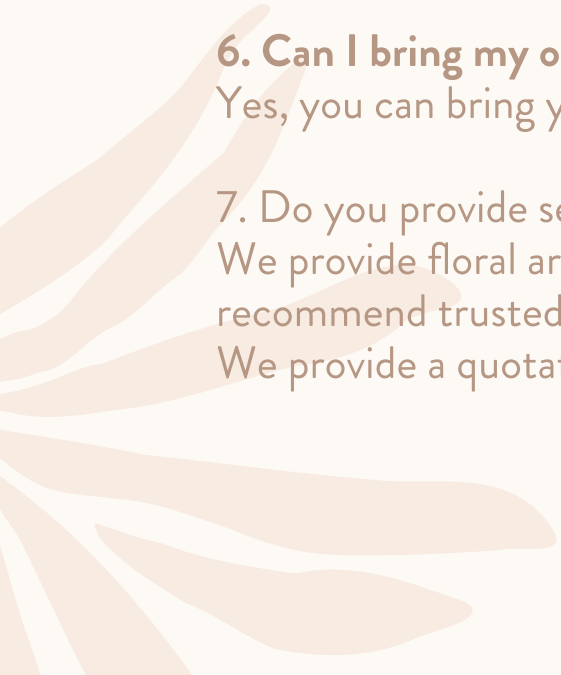 6. Can I bring my o
Yes, you can bring y
7. Do you provide se
We provide floral ar
recommend trusted
We provide a quotat